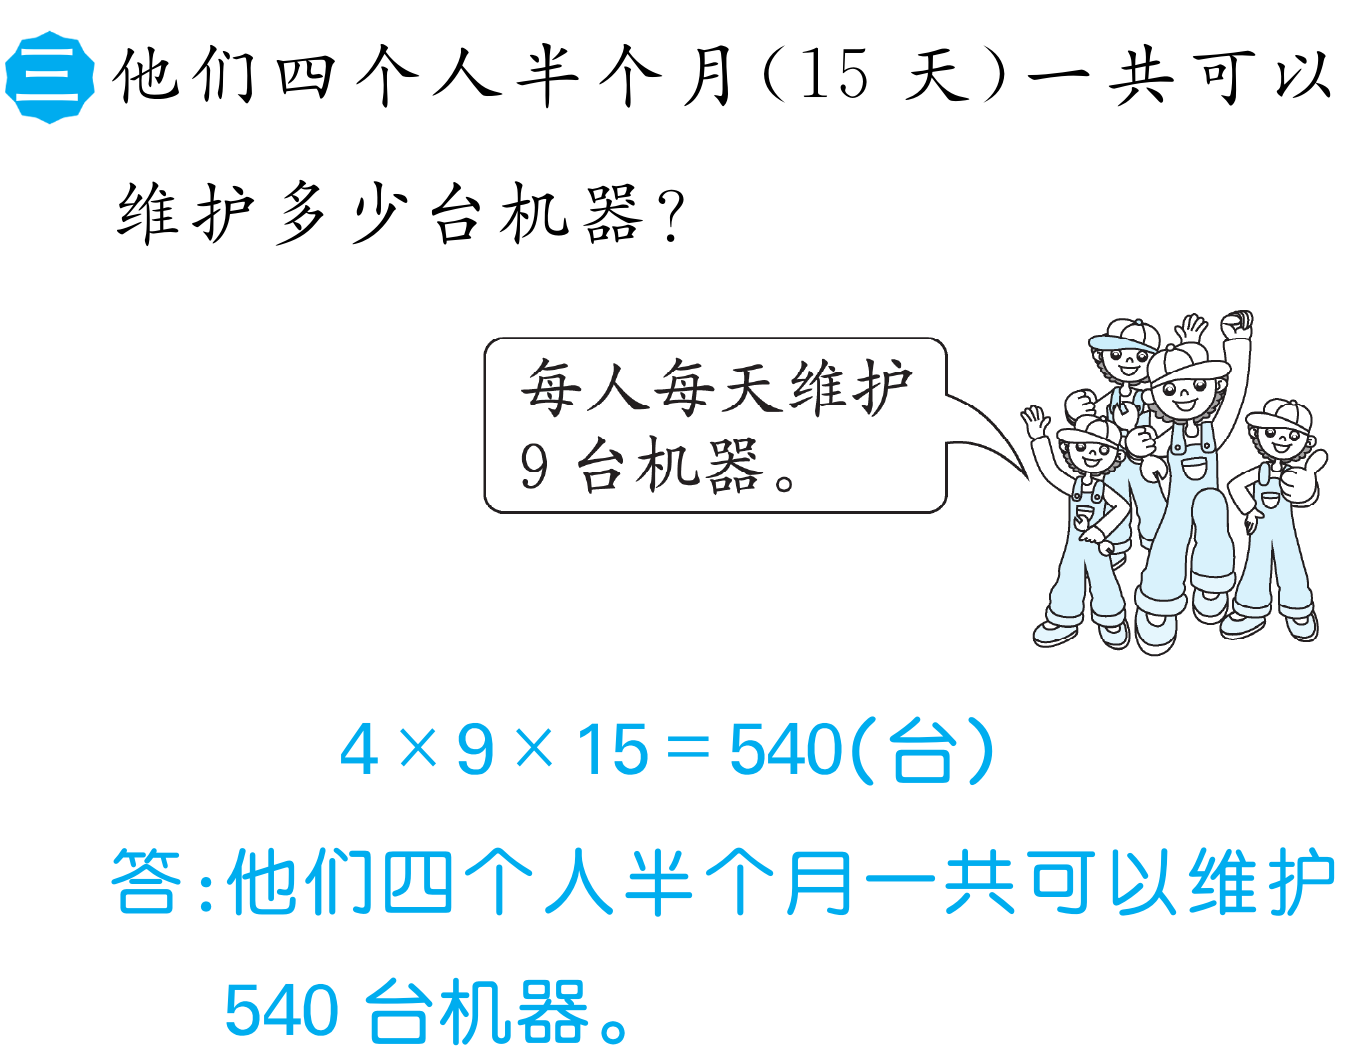 三 他们四个人半个月(15 天)一共可以
维护多少台机器?
每人每天维护
9 台机器。
4×9×15=540(台)
答:他们四个人半个月一共可以维护
540 台机器。